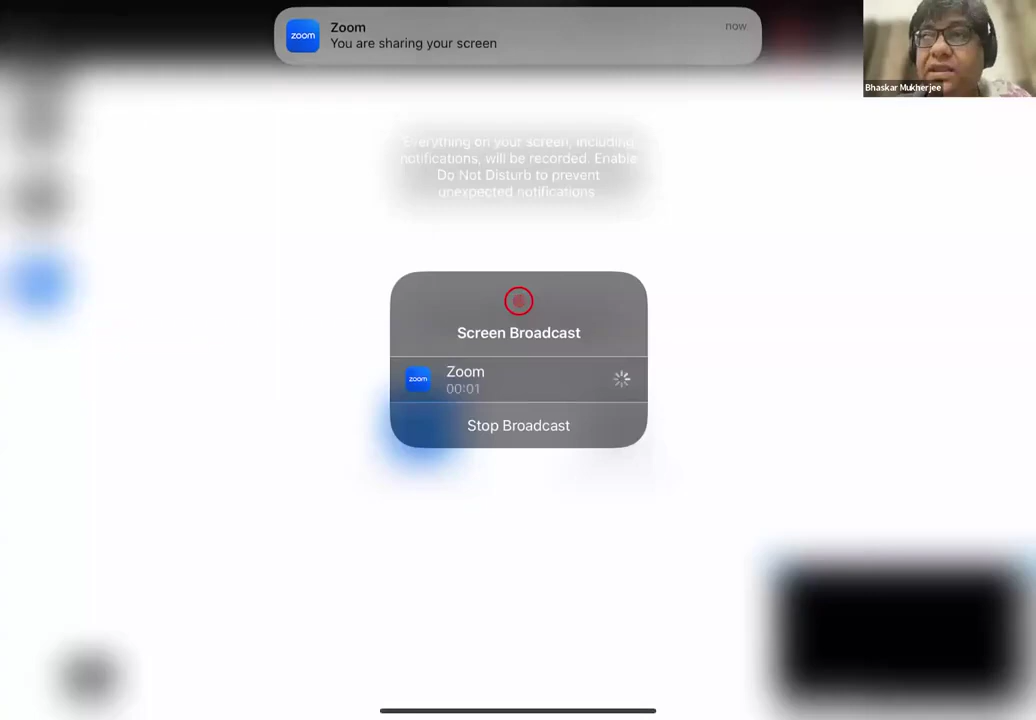 zoom
Zoom
now
You are sharing your screen
Bhaskar Mukherjee
Everything on your screen, including
notifications, will be recorded. Enable
Do Not Disturb to prevent
unexpected notifications
Screen Broadcast
zoom
Zoom
00:01
Stop Broadcast